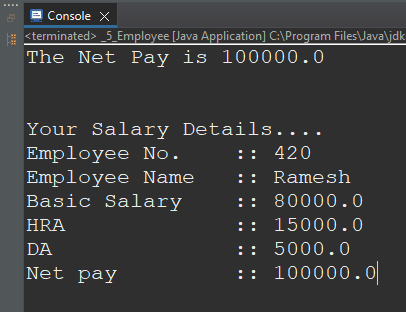 Console
<terminated> _5_Employee [Java Application] C:\Program Files\Java\jdk
The Net Pay is 100000.0
Your Salary Details....
Employee No. :: 420
Employee Name :: Ramesh
Basic Salary :: 80000.0
HRA :: 15000.0
DA :: 5000.0
Net pay :: 100000.0